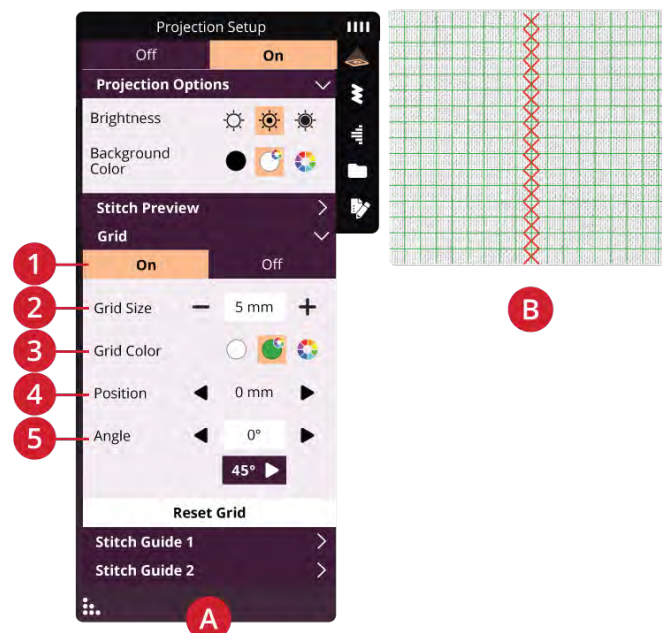 Projection Setup
Off On
Projection Options
Brightness
Background
Color
Stitch Preview
Grid
1 On Off
2 Grid Size − 5 mm +
3 Grid Color
4 Position 0 mm
5 Angle 0°
45°
Reset Grid
Stitch Guide 1
Stitch Guide 2
A
B